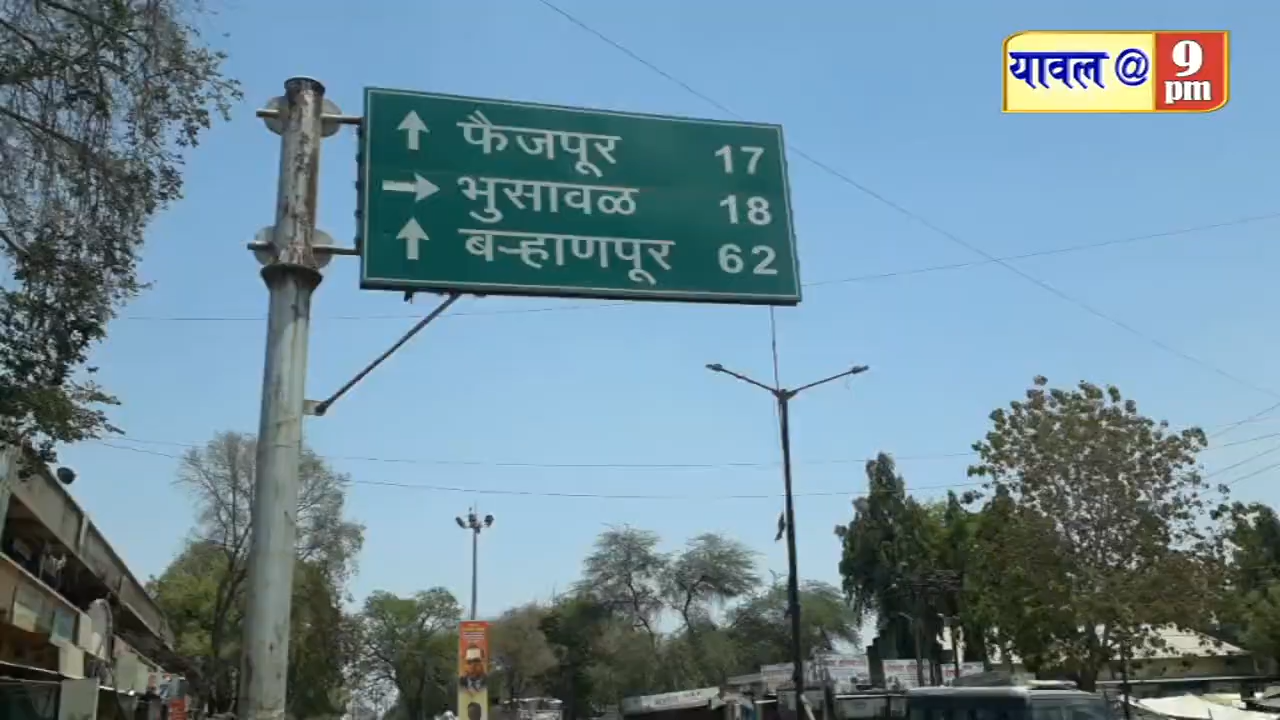 यावल @ 9 pm
फैजपूर 17
भुसावळ 18
बऱ्हाणपूर 62